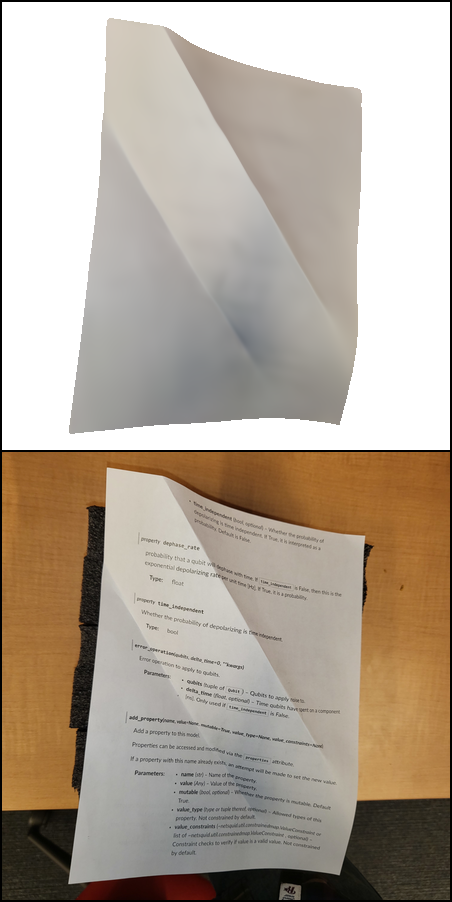 • time_independent (bool, optional) – Whether the probability of
depolarizing is time independent. If True, it is interpreted as a
probability. Default is False.
property dephase_rate
probability that a qubit will dephase with time. If time_independent is False, then this is the
exponential depolarizing rate per unit time [Hz]. If True, it is a probability.
Type: float
property time_independent
Whether the probability of depolarizing is time independent.
Type: bool
error_operation(qubits, delta_time=0, **kwargs)
Error operation to apply to qubits.
Parameters: • qubits (tuple of Qubit) – Qubits to apply noise to.
• delta_time (float, optional) – Time qubits have spent on a component
[ns]. Only used if time_independent is False.
add_property(name, value=None, mutable=True, value_type=None, value_constraints=None)
Add a property to this model.
Properties can be accessed and modified via the properties attribute.
If a property with this name already exists, an attempt will be made to set the new value.
Parameters: • name (str) – Name of the property.
• value (Any) – Value of the property.
• mutable (bool, optional) – Whether the property is mutable. Default
True.
• value_type (type or tuple thereof, optional) – Allowed types of this
property. Not constrained by default.
• value_constraints (~netsquid.util.constrainedmap.ValueConstraint or
list of ~netsquid.util.constrainedmap.ValueConstraint , optional) –
Constraint checks to verify if value is a valid value. Not constrained
by default.